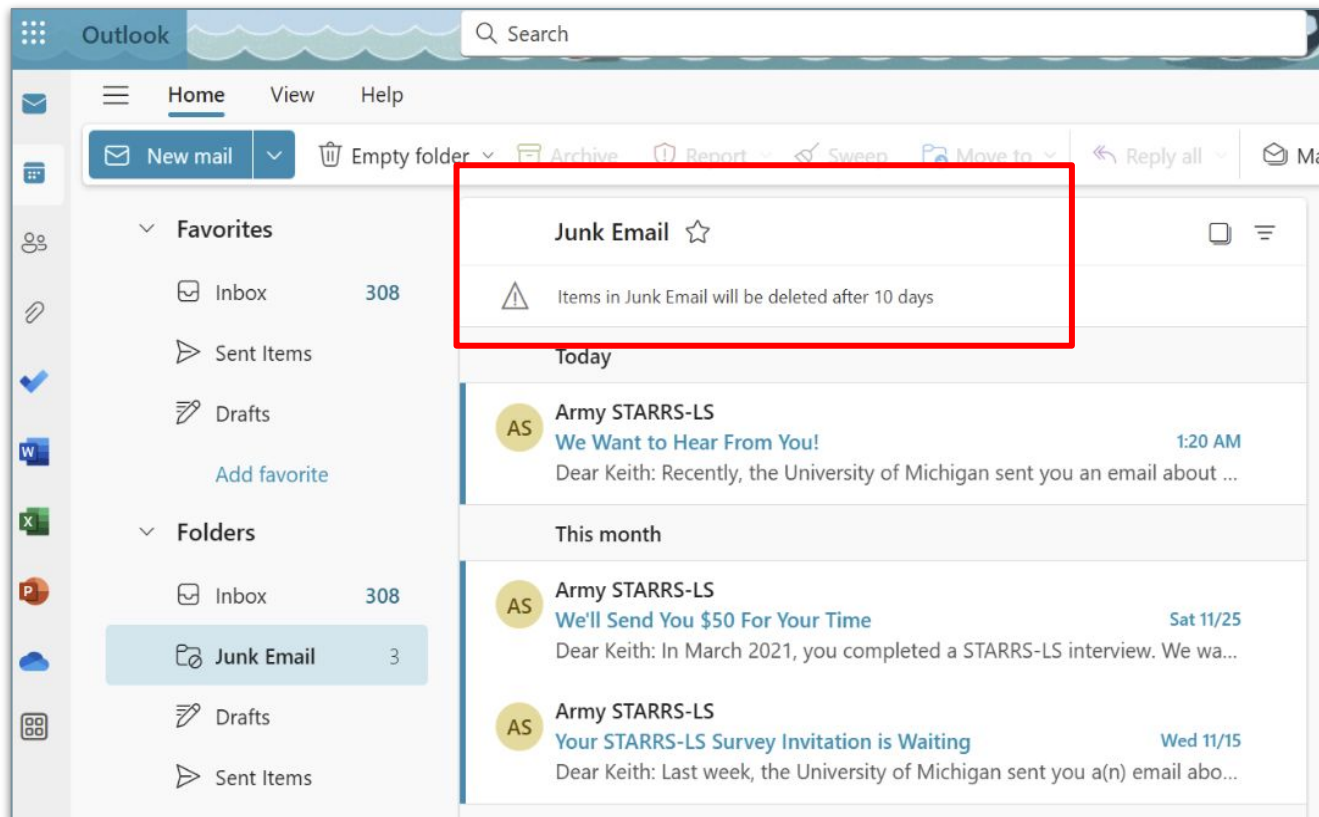 Outlook
Search
Home View Help
New mail Empty folder Archive Report Sweep Move to Reply all Ma
Favorites
Inbox 308
Sent Items
Drafts
Add favorite
Folders
Inbox 308
Junk Email 3
Drafts
Sent Items
Junk Email
Items in Junk Email will be deleted after 10 days
Today
AS
Army STARRS-LS
We Want to Hear From You! 1:20 AM
Dear Keith: Recently, the University of Michigan sent you an email about ...
This month
AS
Army STARRS-LS
We'll Send You $50 For Your Time Sat 11/25
Dear Keith: In March 2021, you completed a STARRS-LS interview. We wa...
AS
Army STARRS-LS
Your STARRS-LS Survey Invitation is Waiting Wed 11/15
Dear Keith: Last week, the University of Michigan sent you a(n) email abo...